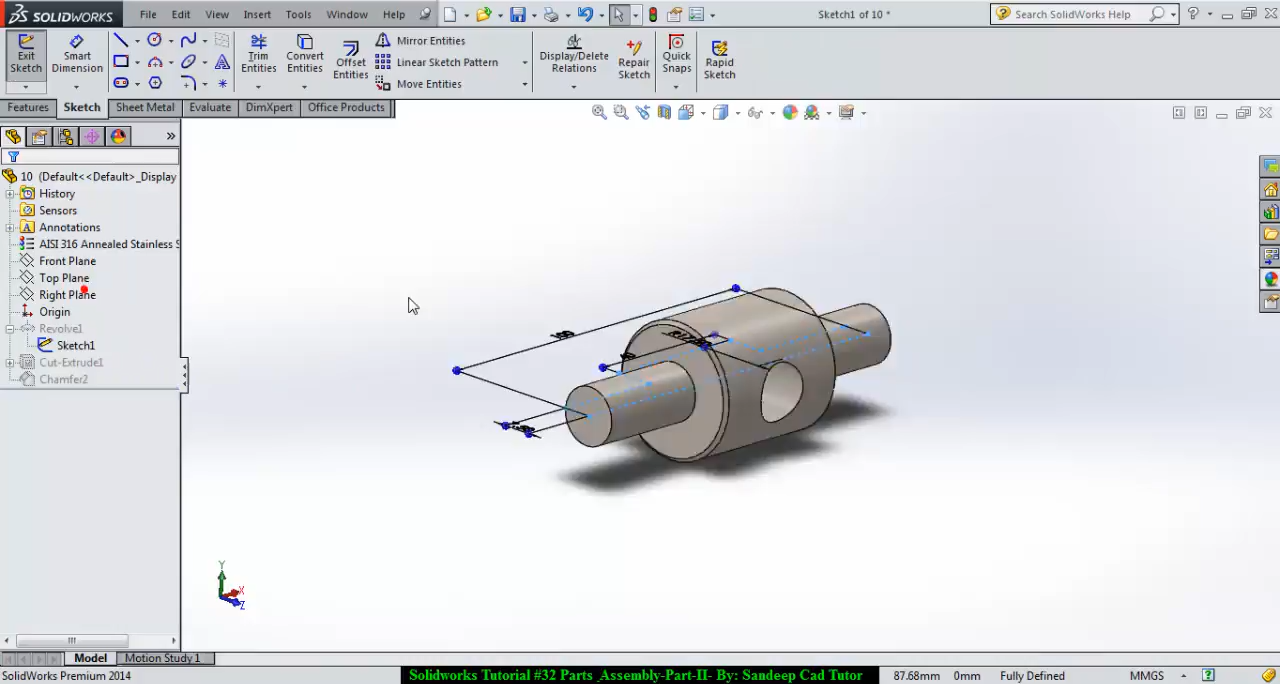 SOLIDWORKS File Edit View Insert Tools Window Help Sketch1 of 10 * Search SolidWorks Help
Exit Sketch
Smart Dimension
Trim Entities
Convert Entities
Offset Entities
Mirror Entities
Linear Sketch Pattern
Move Entities
Display/Delete Relations
Repair Sketch
Quick Snaps
Rapid Sketch
Features Sketch Sheet Metal Evaluate DimXpert Office Products
10 (Default<<Default>_Display
History
Sensors
Annotations
AISI 316 Annealed Stainless S
Front Plane
Top Plane
Right Plane
Origin
Revolve1
Sketch1
Cut-Extrude1
Chamfer2
Y
X
Z
Model Motion Study 1
SolidWorks Premium 2014 Solidworks Tutorial #32 Parts Assembly-Part-II- By: Sandeep Cad Tutor 87.68mm 0mm Fully Defined MMGS